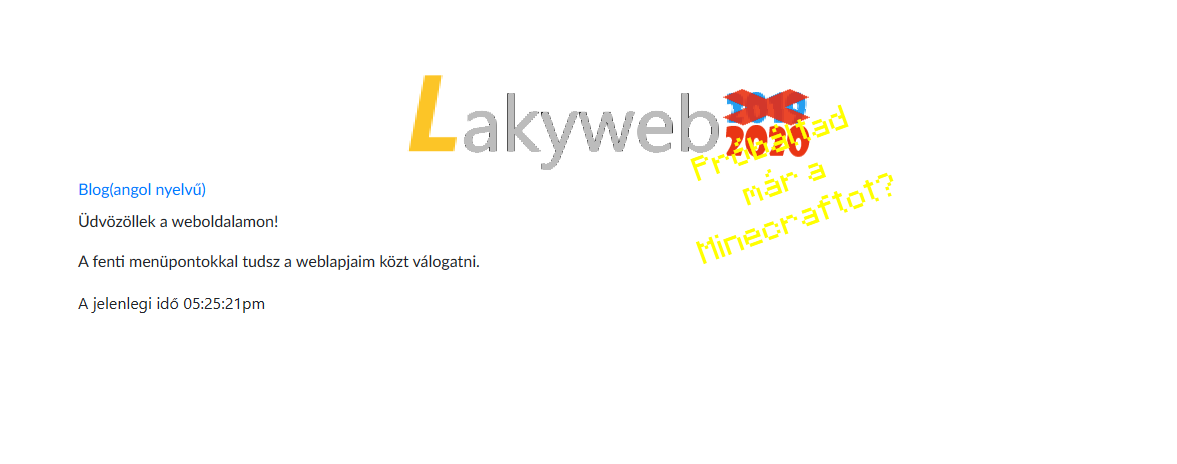 Lakyweb
2019
2020
Próbáltad
már a
Minecraftot?
Blog(angol nyelvű)
Üdvözöllek a weboldalamon!
A fenti menüpontokkal tudsz a weblapjaim közt válogatni.
A jelenlegi idő 05:25:21pm